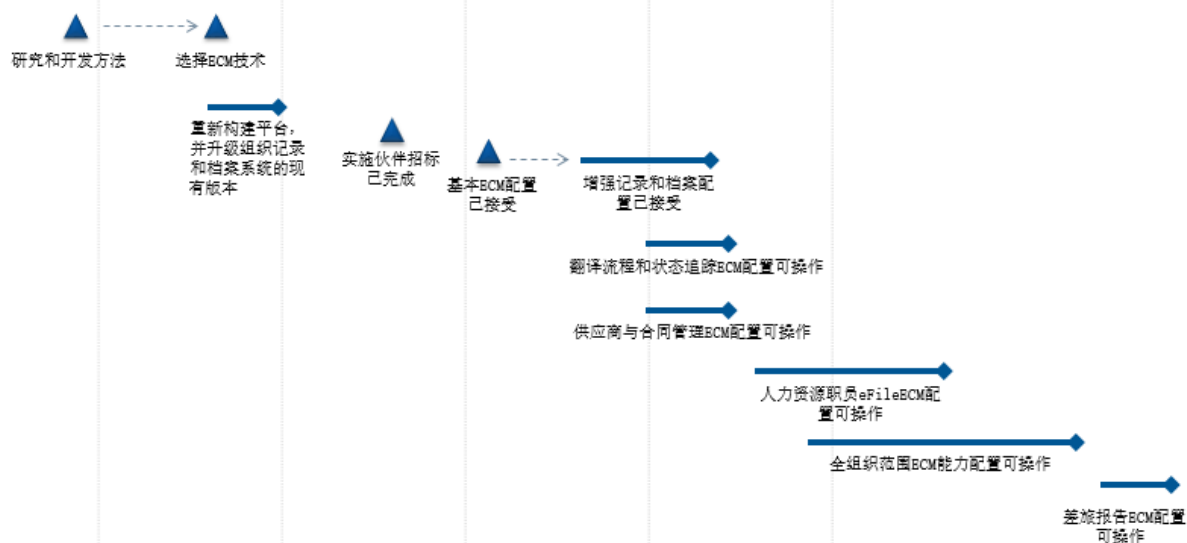 研究和开发方法
选择ECM技术
重新构建平台,
并升级组织记录
和档案系统的现
有版本
实施伙伴招标
已完成
基本ECM配置
已接受
增强记录和档案配
置已接受
翻译流程和状态追踪ECM配置可操作
供应商与合同管理ECM配置可操作
人力资源职员eFileECM配
置可操作
全组织范围ECM能力配置可操作
差旅报告ECM配置
可操作